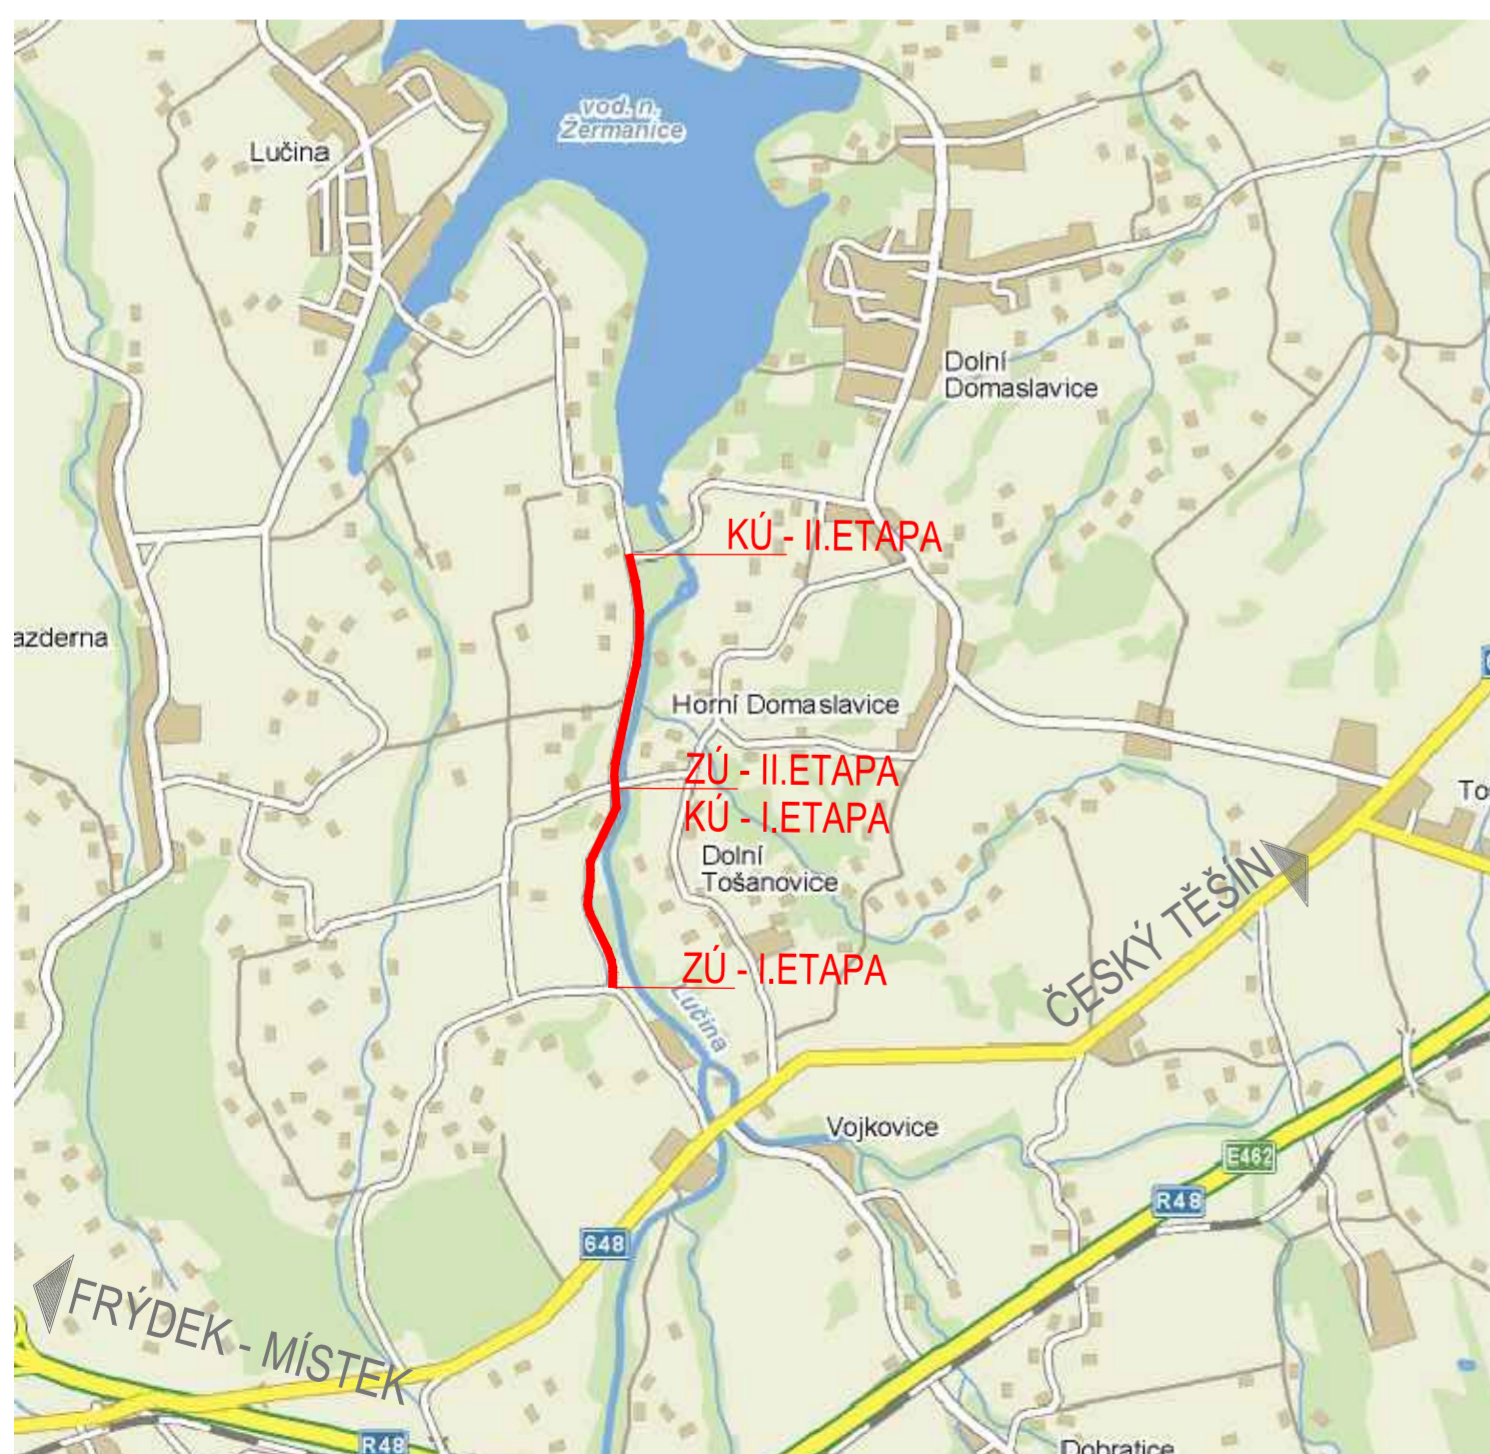 vod. n.
Žermanice
Lučina
Dolní
Domaslavice
KÚ - II.ETAPA
azderna
Horní Domaslavice
ZÚ - II.ETAPA
KÚ - I.ETAPA
To
Dolní
Tošanovice
ČESKÝ TĚŠÍN
ZÚ - I.ETAPA
Lučina
Vojkovice
E462
R48
648
FRÝDEK - MÍSTEK
R48
Dobratice